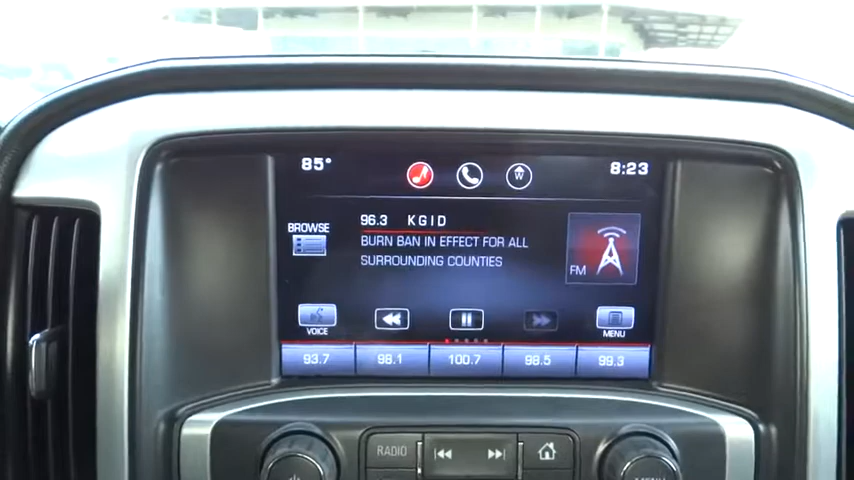 85°
W
8:23
BROWSE
96.3 KGID
BURN BAN IN EFFECT FOR ALL
SURROUNDING COUNTIES
FM
VOICE
MENU
93.7 98.1 100.7 98.5 99.3
RADIO
MENU